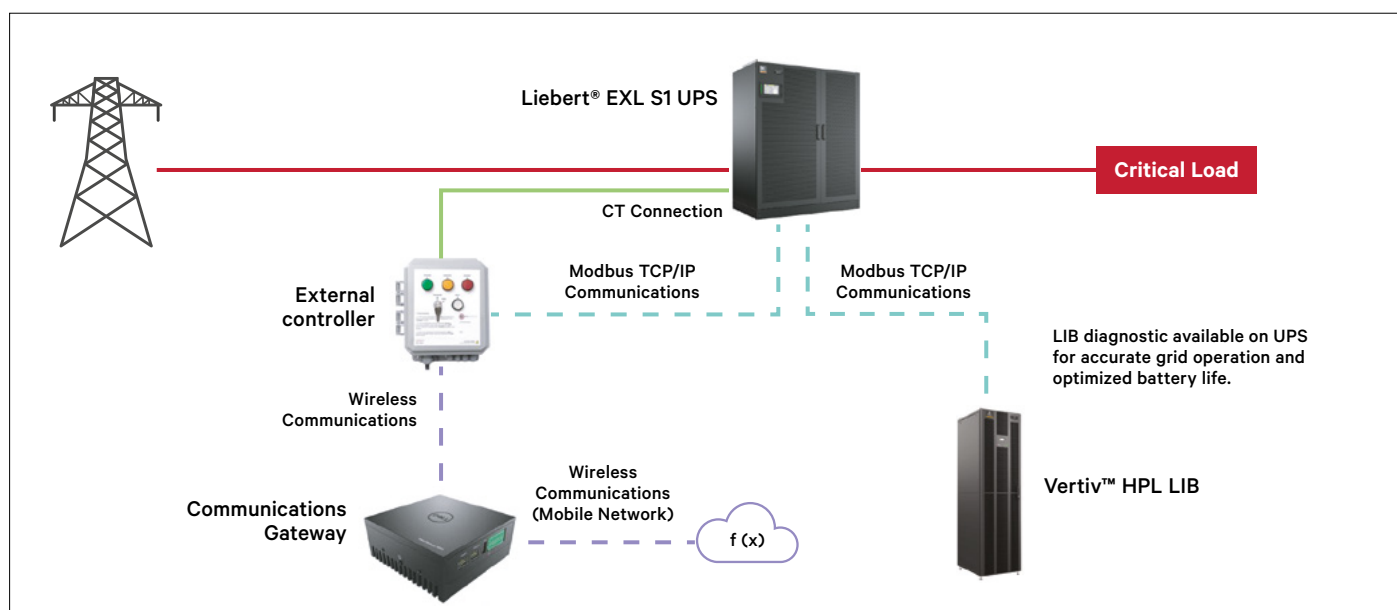 Liebert® EXL S1 UPS
Critical Load
CT Connection
Modbus TCP/IP
Communications
Modbus TCP/IP
Communications
External
controller
LIB diagnostic available on UPS
for accurate grid operation and
optimized battery life.
Wireless
Communications
Wireless
Communications
(Mobile Network)
Vertiv™ HPL LIB
Communications
Gateway
f (x)
DELL